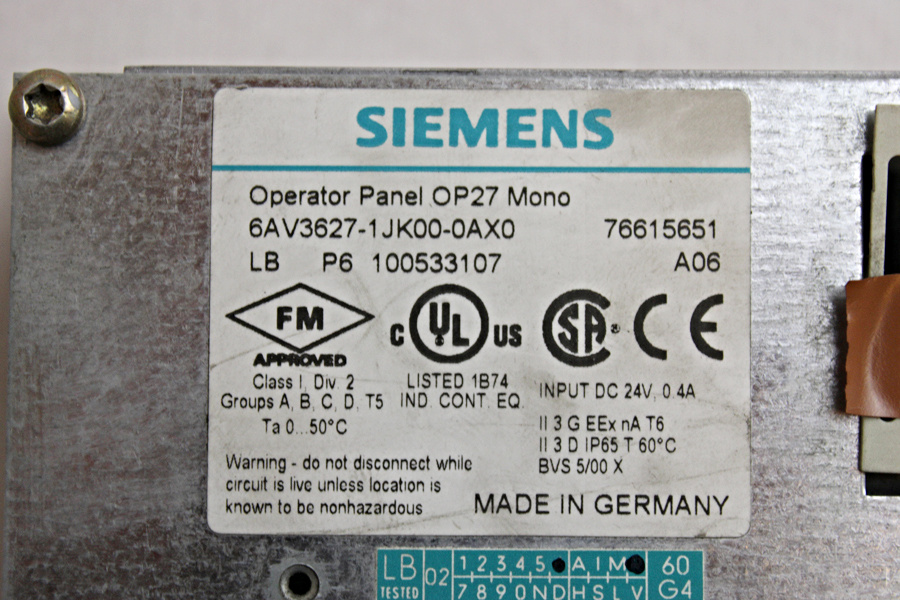 SIEMENS
Operator Panel OP27 Mono
6AV3627-1JK00-0AX0 76615651
LB P6 100533107 A06
FM
APPROVED
C UL US
SA
CE
Class I, Div. 2
Groups A, B, C, D, T5
Ta 0...50°C
LISTED 1B74
IND. CONT. EQ.
INPUT DC 24V, 0.4A
II 3 G EEx nA T6
II 3 D IP65 T 60°C
BVS 5/00 X
Warning - do not disconnect while
circuit is live unless location is
known to be nonhazardous
MADE IN GERMANY
LB 02 1 2 3 4 5 A I M 60
TESTED 7 8 9 0 N D H S L V G4